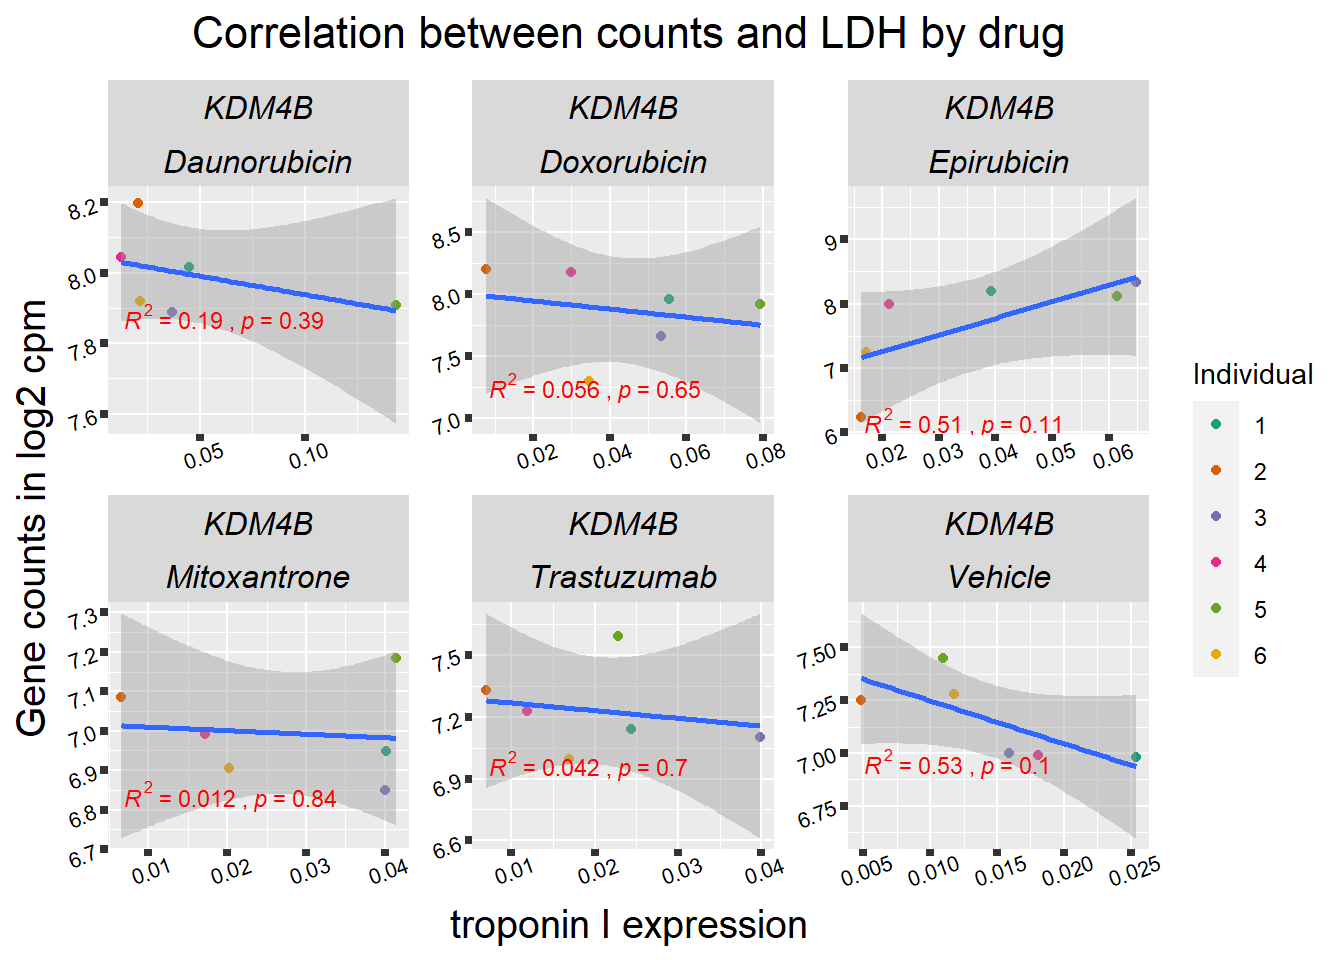 Correlation between counts and LDH by drug
KDM4B
Daunorubicin
KDM4B
Doxorubicin
KDM4B
Epirubicin
8.2
8.0
7.8
7.6
R² = 0.19 , p = 0.39
0.05
0.10
8.5
8.0
7.5
7.0
R² = 0.056 , p = 0.65
0.02
0.04
0.06
0.08
9
8
7
6
R² = 0.51 , p = 0.11
0.02
0.03
0.04
0.05
0.06
KDM4B
Mitoxantrone
KDM4B
Trastuzumab
KDM4B
Vehicle
7.3
7.2
7.1
7.0
6.9
6.8
6.7
R² = 0.012 , p = 0.84
0.01
0.02
0.03
0.04
7.5
7.2
6.9
6.6
R² = 0.042 , p = 0.7
0.01
0.02
0.03
0.04
7.50
7.25
7.00
6.75
R² = 0.53 , p = 0.1
0.005
0.010
0.015
0.020
0.025
Gene counts in log2 cpm
troponin I expression
Individual
1
2
3
4
5
6